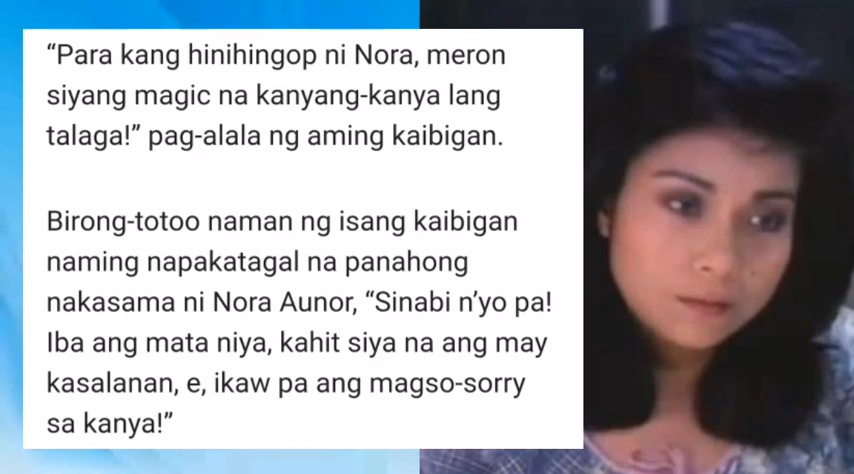 “Para kang hinihingop ni Nora, meron
siyang magic na kanyang-kanya lang
talaga!” pag-alala ng aming kaibigan.
Birong-totoo naman ng isang kaibigan
naming napakatagal na panahong
nakasama ni Nora Aunor, “Sinabi n’yo pa!
Iba ang mata niya, kahit siya na ang may
kasalanan, e, ikaw pa ang magso-sorry
sa kanya!”